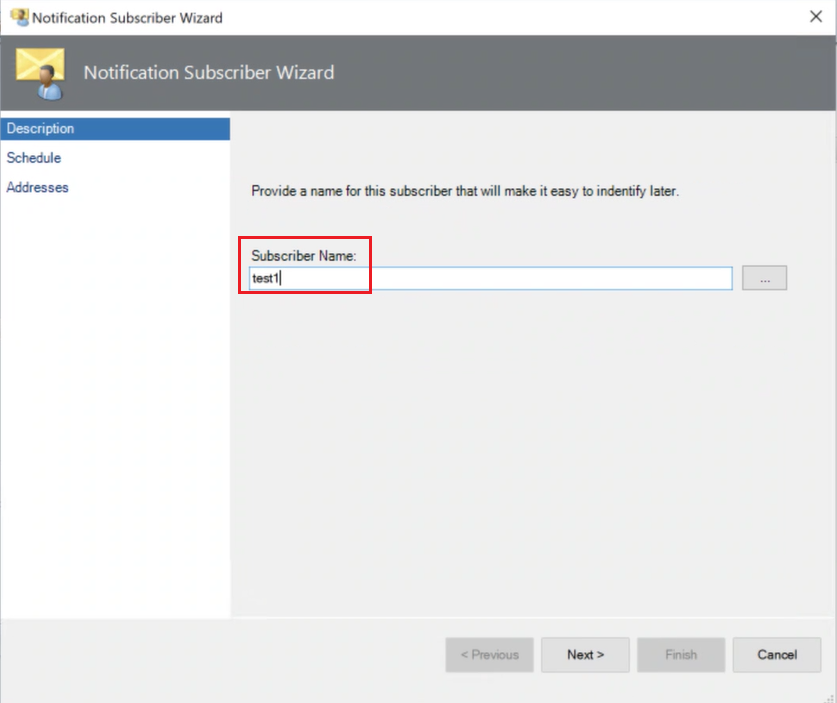 Notification Subscriber Wizard
Notification Subscriber Wizard
Description
Schedule
Addresses
Provide a name for this subscriber that will make it easy to indentify later.
Subscriber Name:
test1
...
< Previous
Next >
Finish
Cancel